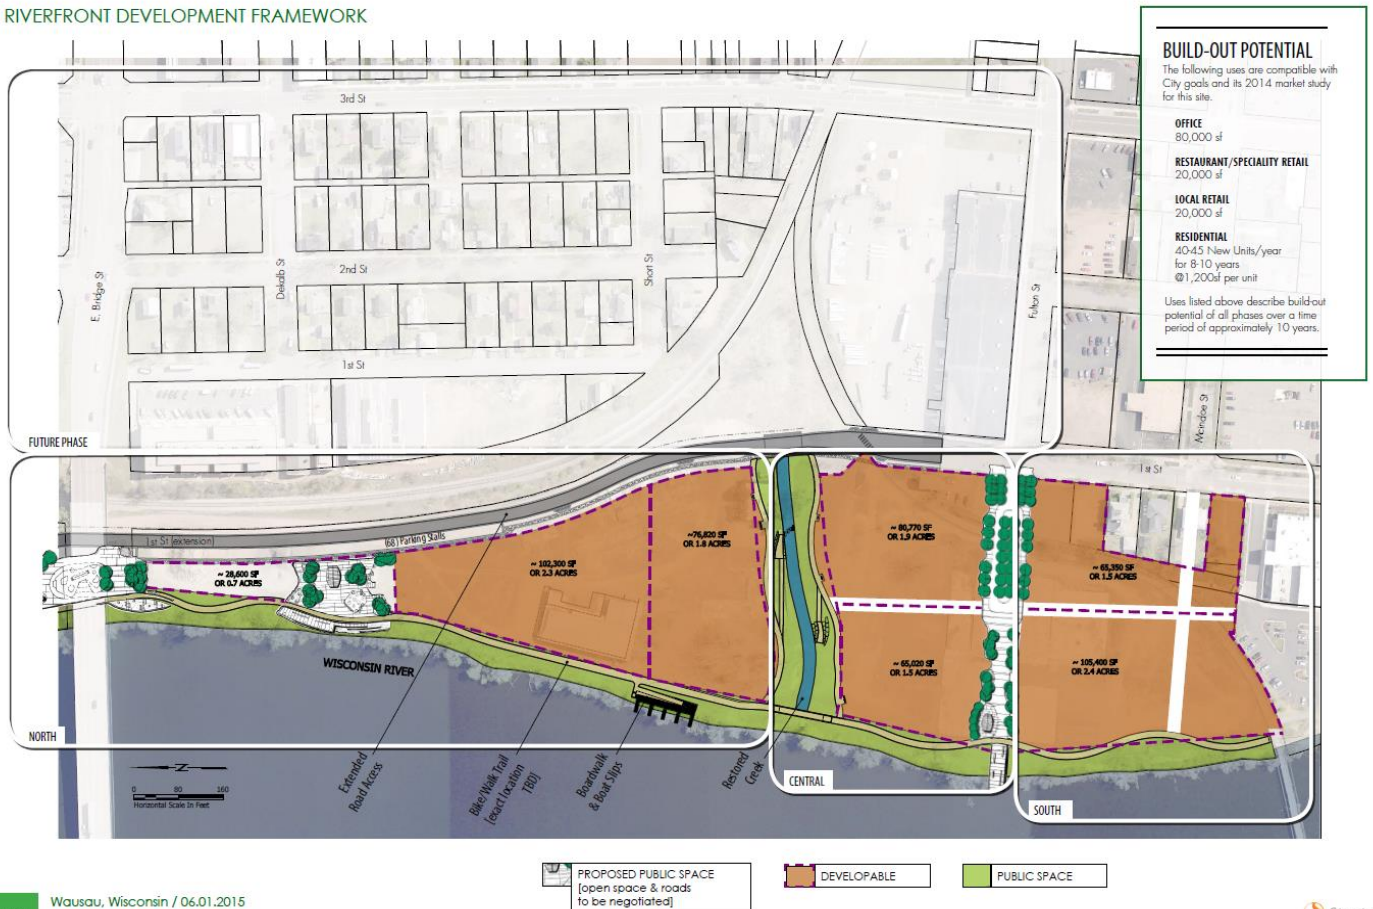 RIVERFRONT DEVELOPMENT FRAMEWORK
BUILD-OUT POTENTIAL
The following uses are compatible with
City goals and its 2014 market study
for this site.
OFFICE
80,000 sf
RESTAURANT/SPECIALITY RETAIL
20,000 sf
LOCAL RETAIL
20,000 sf
RESIDENTIAL
40-45 New Units/year
for 8-10 years
@1,200sf per unit
Uses listed above describe build-out
potential of all phases over a time
period of approximately 10 years.
3rd St
2nd St
1st St
E. Bridge St
Dekalb St
Short St
Fulton St
McIndoe St
1st St
FUTURE PHASE
1st St (extension)
(68) Parking Stalls
~ 28,600 SF
OR 0.7 ACRES
~ 102,300 SF
OR 2.3 ACRES
~76,820 SF
OR 1.8 ACRES
~ 80,770 SF
OR 1.9 ACRES
~ 65,350 SF
OR 1.5 ACRES
~ 65,020 SF
OR 1.5 ACRES
~ 105,400 SF
OR 2.4 ACRES
WISCONSIN RIVER
NORTH
CENTRAL
SOUTH
Extended
Road Access
Bike/Walk Trail
[exact location
TBD]
Boardwalk
& Boat Slips
Restored
Creek
N
0 80 160
Horizontal Scale In Feet
PROPOSED PUBLIC SPACE
[open space & roads
to be negotiated]
DEVELOPABLE
PUBLIC SPACE
Wausau, Wisconsin / 06.01.2015